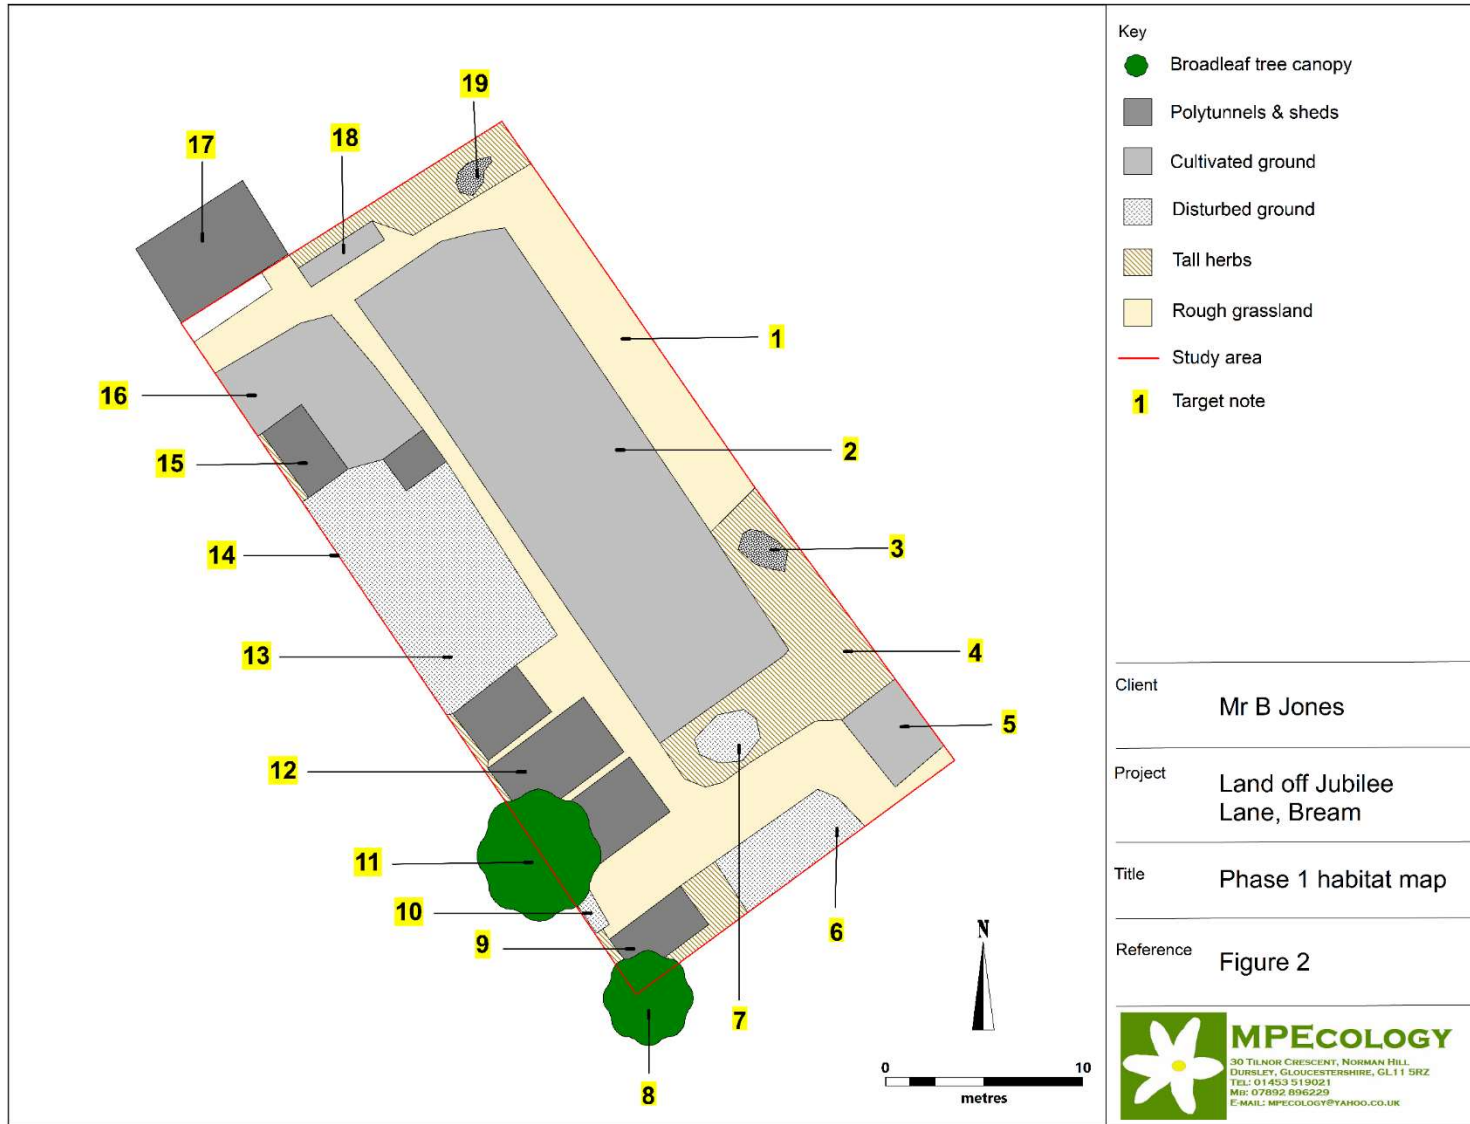 19
18
17
1
16
2
15
14
3
13
4
5
12
11
10
6
9
7
8
N
0 10
metres
Key
Broadleaf tree canopy
Polytunnels & sheds
Cultivated ground
Disturbed ground
Tall herbs
Rough grassland
Study area
1 Target note
Client
Mr B Jones
Project
Land off Jubilee
Lane, Bream
Title
Phase 1 habitat map
Reference
Figure 2
MPECOLOGY
30 TILNOR CRESCENT, NORMAN HILL
DURSLEY, GLOUCESTERSHIRE, GL11 5RZ
TEL: 01453 519021
MB: 07892 896229
E-MAIL: MPECOLOGY@YAHOO.CO.UK